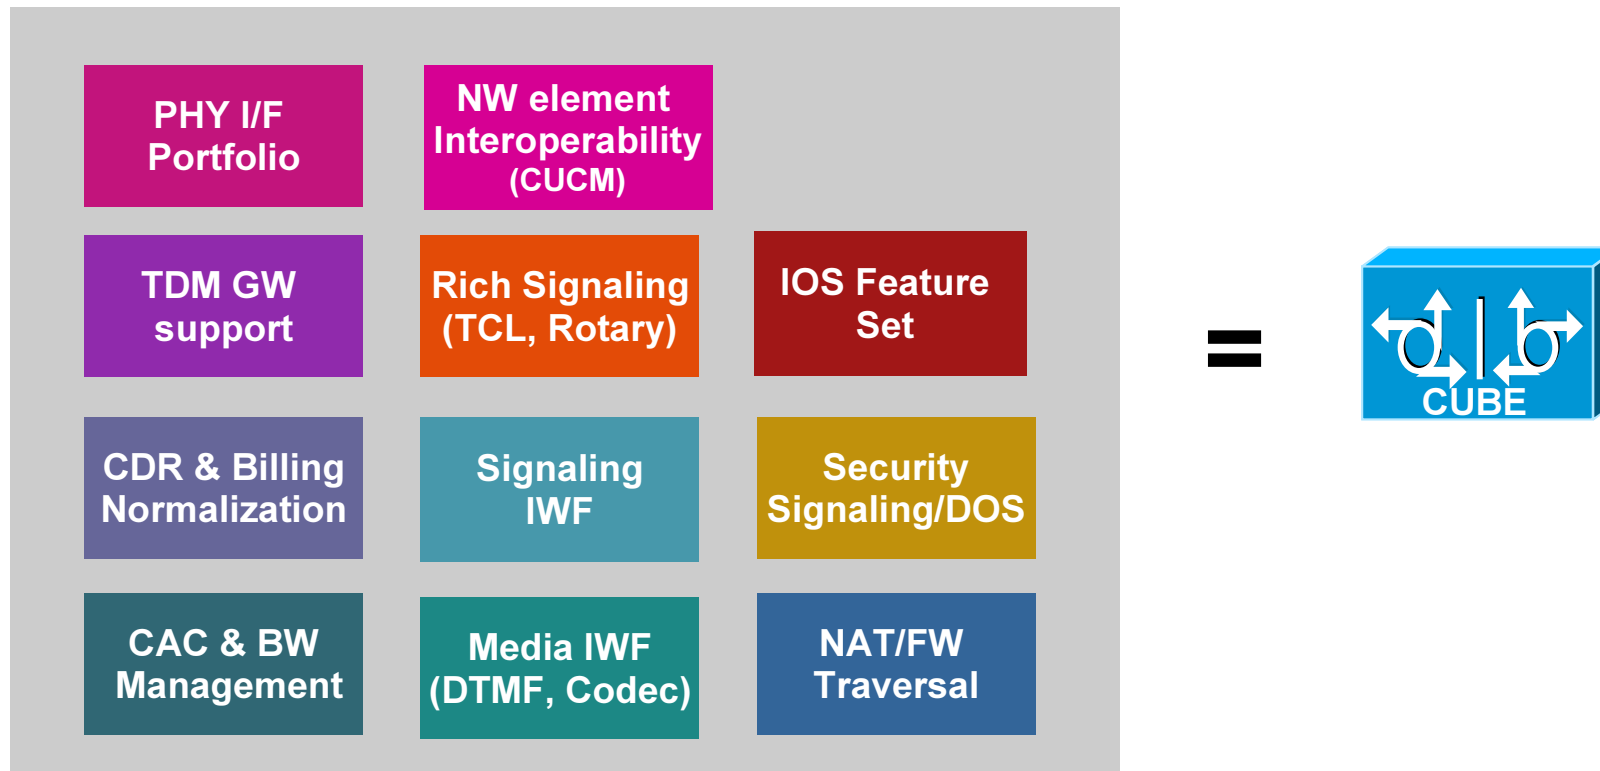 PHY I/F
Portfolio
NW element
Interoperability
(CUCM)
TDM GW
support
Rich Signaling
(TCL, Rotary)
IOS Feature
Set
=
CUBE
CDR & Billing
Normalization
Signaling
IWF
Security
Signaling/DOS
CAC & BW
Management
Media IWF
(DTMF, Codec)
NAT/FW
Traversal